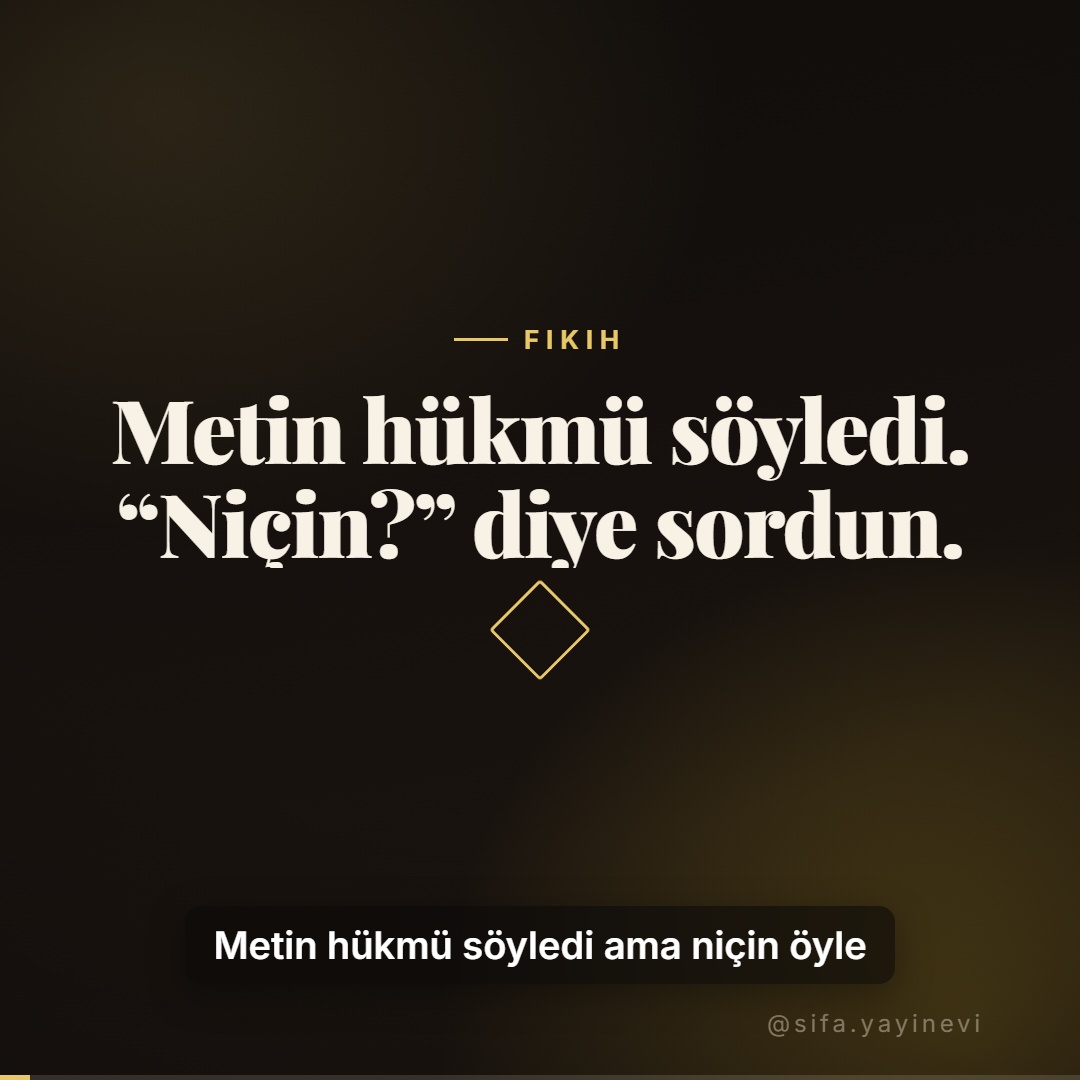 FIKIH
Metin hükmü söyledi.
“Niçin?” diye sordun.
Metin hükmü söyledi ama niçin öyle
@sifa.yayinevi